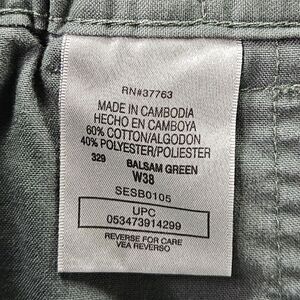 RN#37763
MADE IN CAMBODIA
HECHO EN CAMBOYA
60% COTTON/ALGODON
40% POLYESTER/POLIESTER
329 BALSAM GREEN
W38
SESB0105
UPC
053473914299
REVERSE FOR CARE
VEA REVERSO